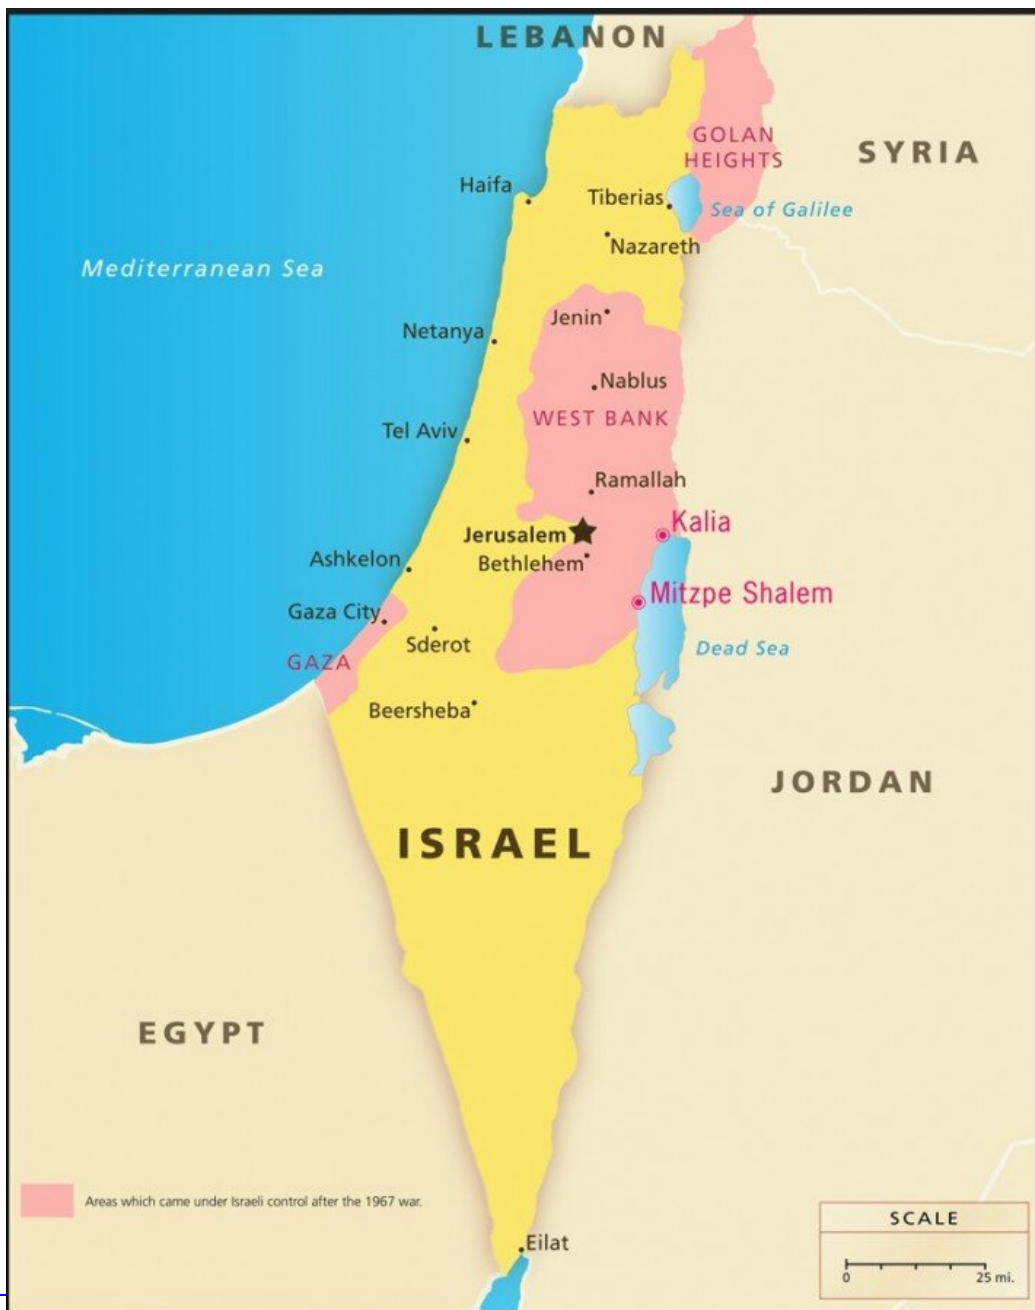 LEBANON
GOLAN
HEIGHTS
SYRIA
Haifa
Tiberias
Sea of Galilee
Nazareth
Mediterranean Sea
Jenin
Netanya
Nablus
WEST BANK
Tel Aviv
Ramallah
Kalia
Jerusalem
Ashkelon
Bethlehem
Mitzpe Shalem
Gaza City
Sderot
Dead Sea
GAZA
Beersheba
JORDAN
ISRAEL
EGYPT
Areas which came under Israeli control after the 1967 war.
SCALE
Eilat
0 25 mi.